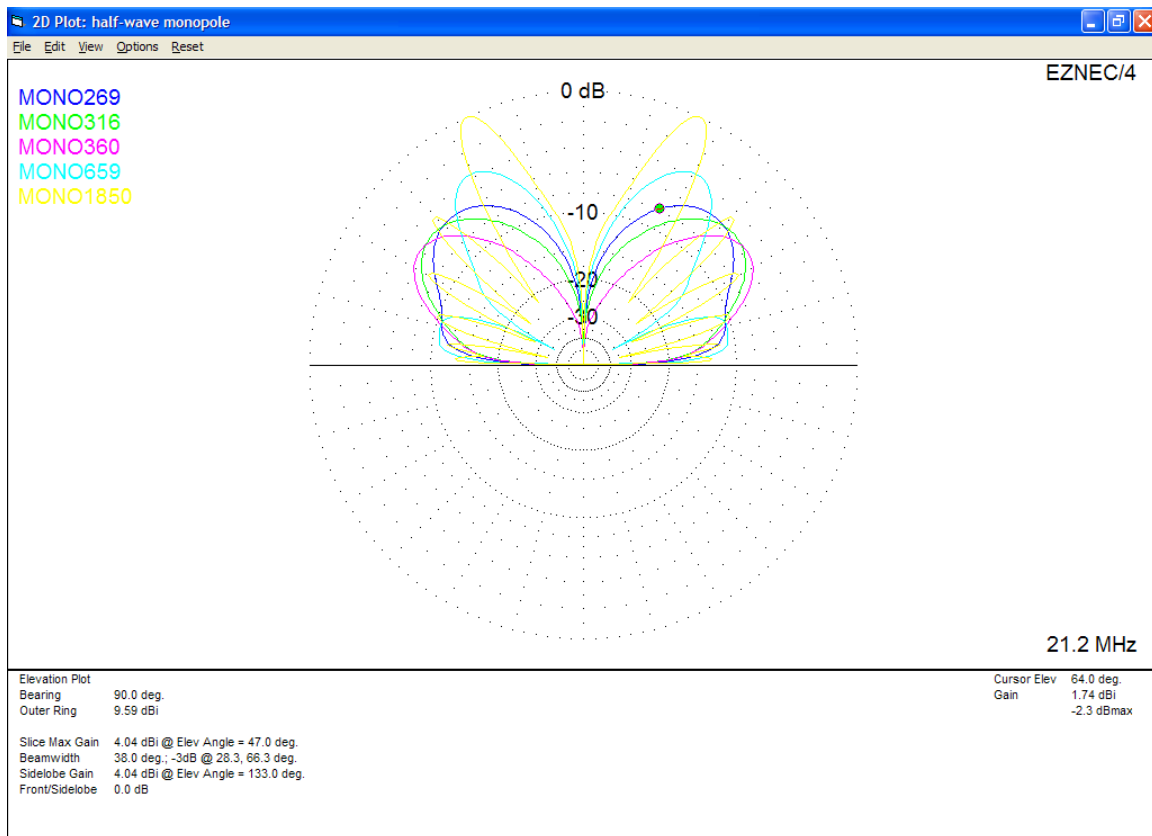 2D Plot: half-wave monopole
File Edit View Options Reset
EZNEC/4
MONO269
MONO316
MONO360
MONO659
MONO1850
0 dB
-10
-20
-30
21.2 MHz
Elevation Plot
Bearing 90.0 deg.
Outer Ring 9.59 dBi
Slice Max Gain 4.04 dBi @ Elev Angle = 47.0 deg.
Beamwidth 38.0 deg.; -3dB @ 28.3, 66.3 deg.
Sidelobe Gain 4.04 dBi @ Elev Angle = 133.0 deg.
Front/Sidelobe 0.0 dB
Cursor Elev 64.0 deg.
Gain 1.74 dBi
-2.3 dBmax